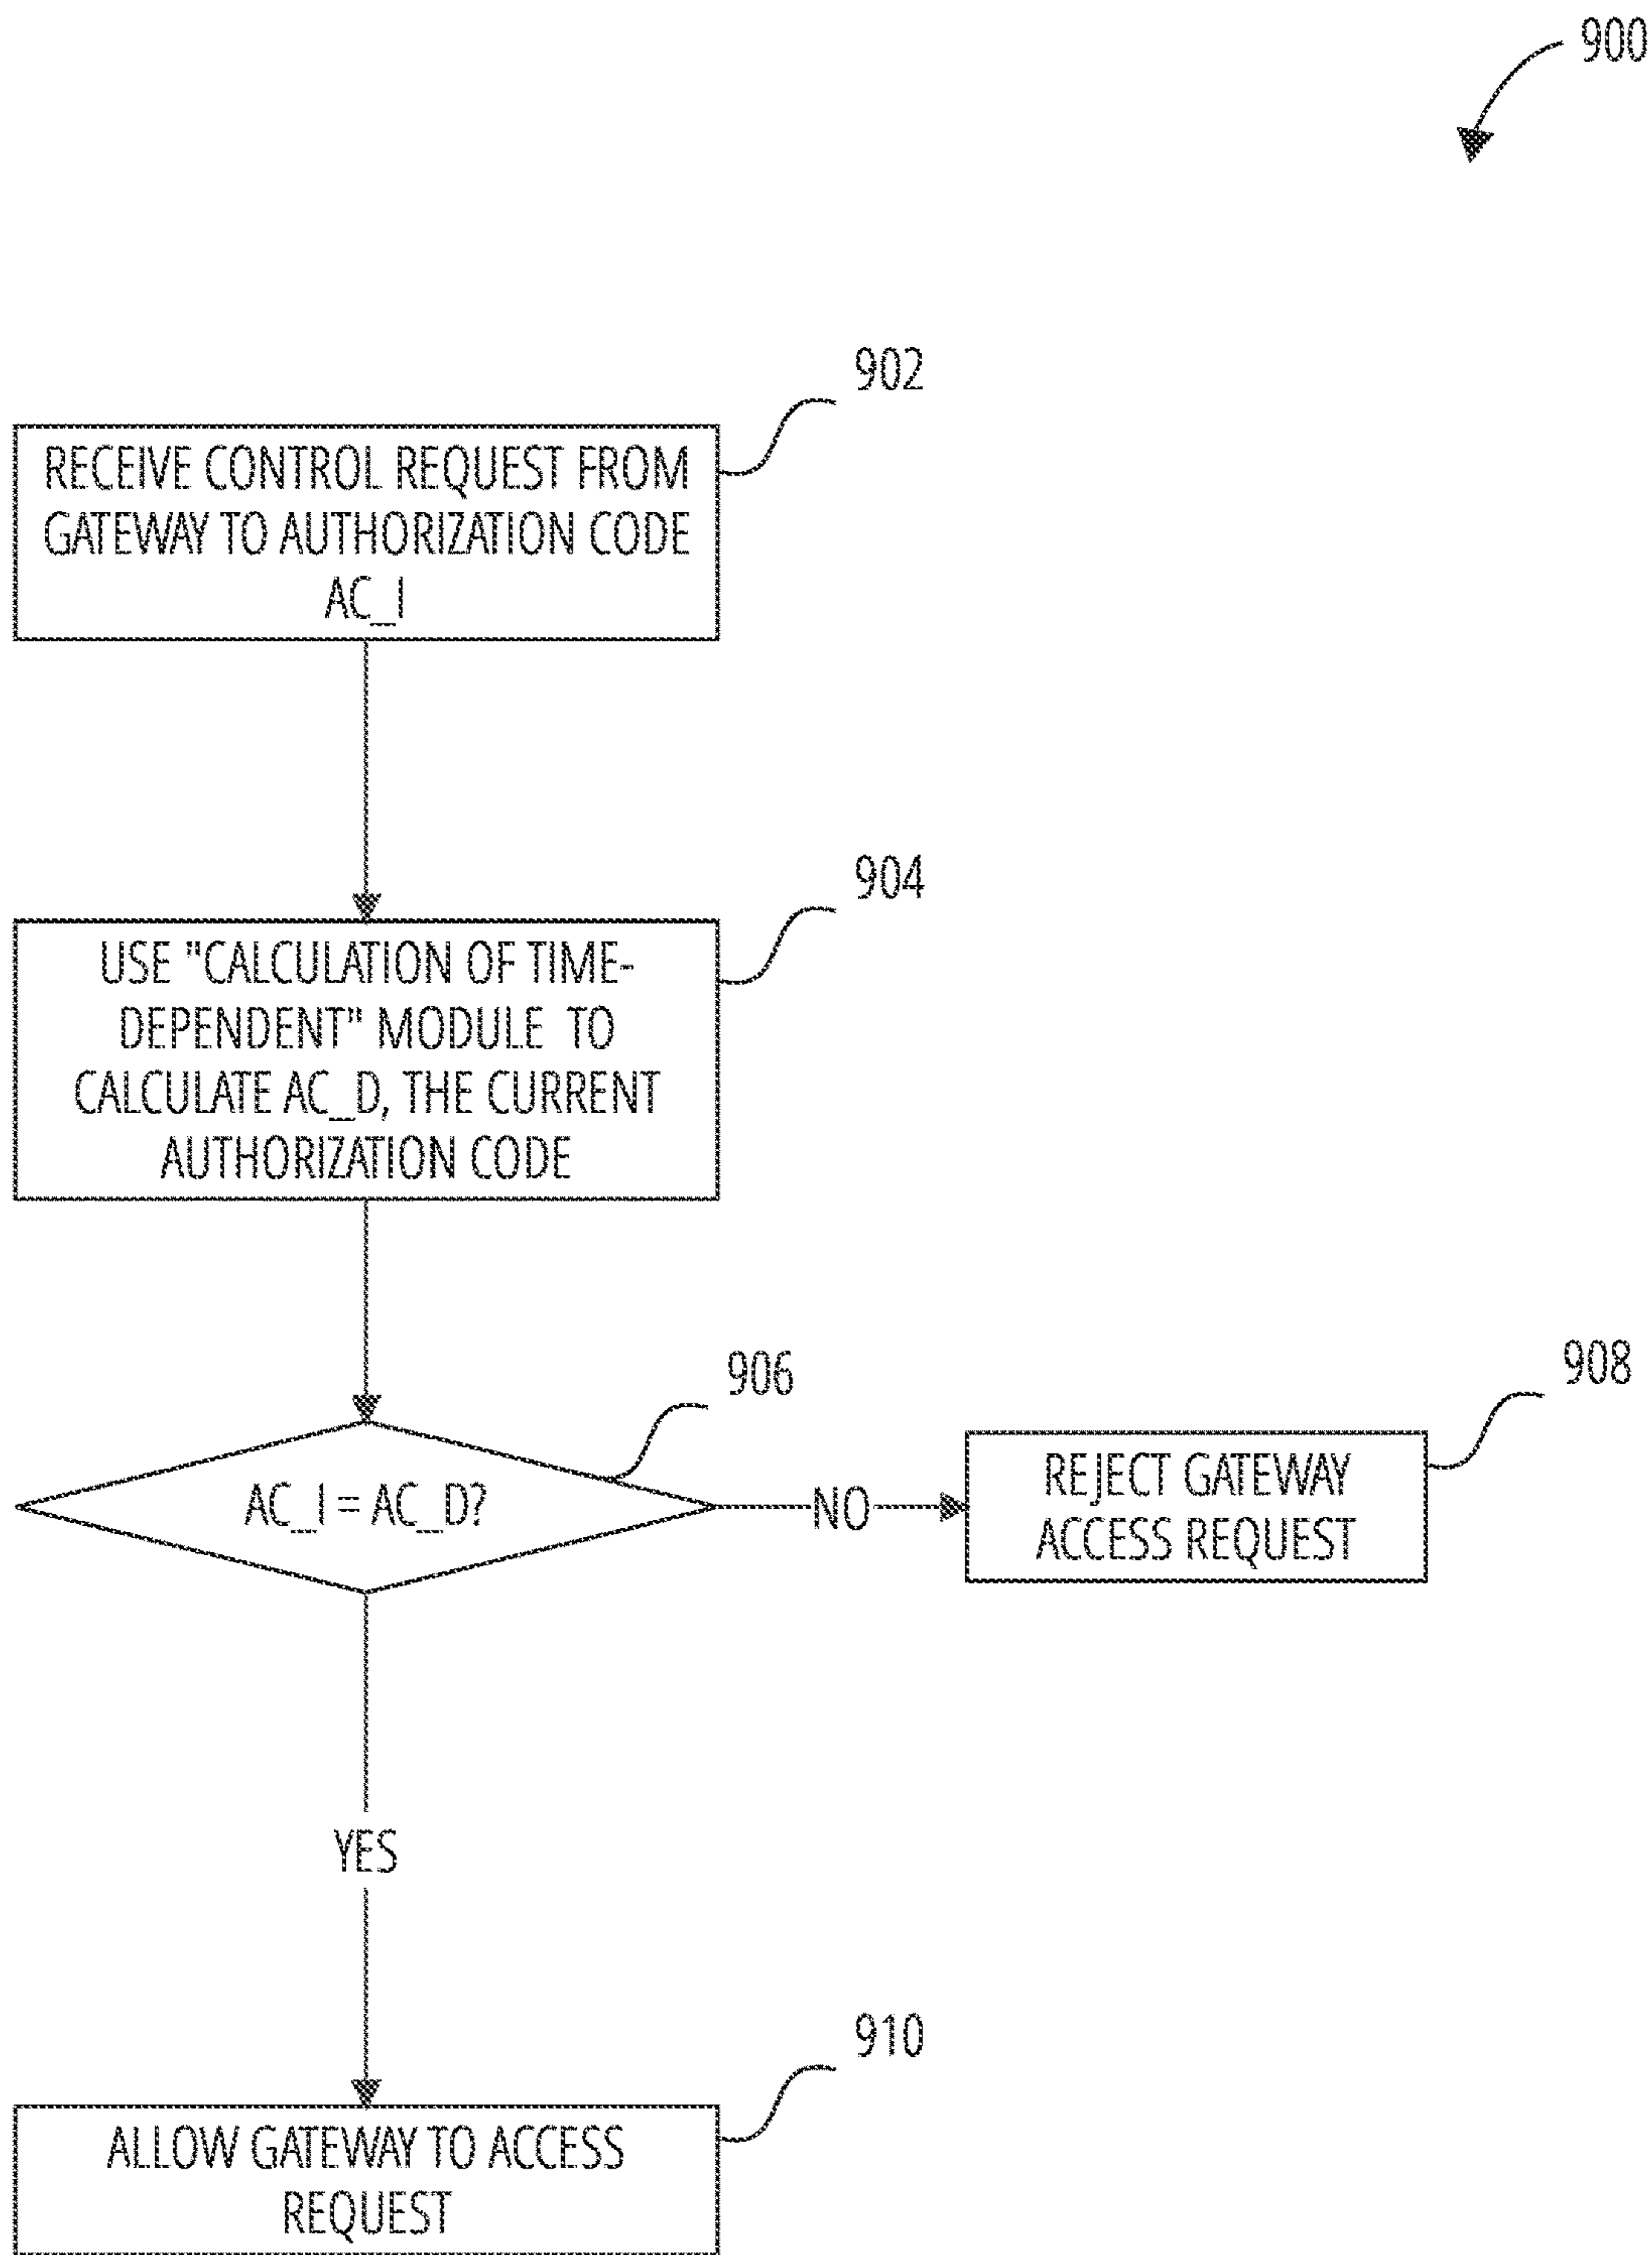 900
902
RECEIVE CONTROL REQUEST FROM
GATEWAY TO AUTHORIZATION CODE
AC_I
904
USE "CALCULATION OF TIME-
DEPENDENT" MODULE TO
CALCULATE AC_D, THE CURRENT
AUTHORIZATION CODE
906
AC_I = AC_D?
NO
908
REJECT GATEWAY
ACCESS REQUEST
YES
910
ALLOW GATEWAY TO ACCESS
REQUEST